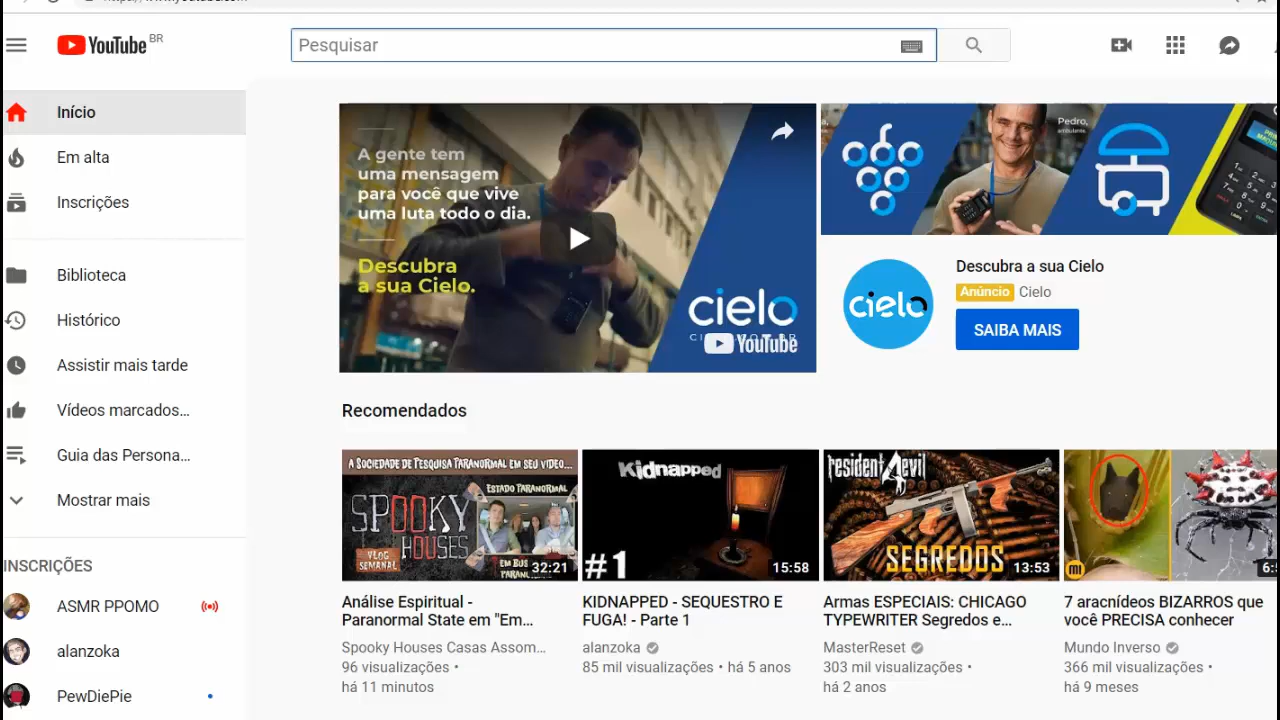 YouTube BR
Pesquisar
Início
Em alta
Inscrições
Biblioteca
Histórico
Assistir mais tarde
Vídeos marcados...
Guia das Persona...
Mostrar mais
INSCRIÇÕES
ASMR PPOMO
alanzoka
PewDiePie
A gente tem
uma mensagem
para você que vive
uma luta todo o dia.
Descubra
a sua Cielo.
cielo
YouTube
Pedro,
ambulante.
cielo
Descubra a sua Cielo
Anúncio Cielo
SAIBA MAIS
Recomendados
A SOCIEDADE DE PESQUISA PARANORMAL EM SEU VIDEO...
ESTADO PARANORMAL
SPOOKY
HOUSES
VLOG
SEMANAL
32:21
Análise Espiritual -
Paranormal State em "Em...
Spooky Houses Casas Assom...
96 visualizações •
há 11 minutos
Kidnapped
#1
15:58
KIDNAPPED - SEQUESTRO E
FUGA! - Parte 1
alanzoka
85 mil visualizações • há 5 anos
resident evil 4
SEGREDOS
13:53
Armas ESPECIAIS: CHICAGO
TYPEWRITER Segredos e...
MasterReset
303 mil visualizações •
há 2 anos
7 aracnídeos BIZARROS que
você PRECISA conhecer
Mundo Inverso
366 mil visualizações •
há 9 meses